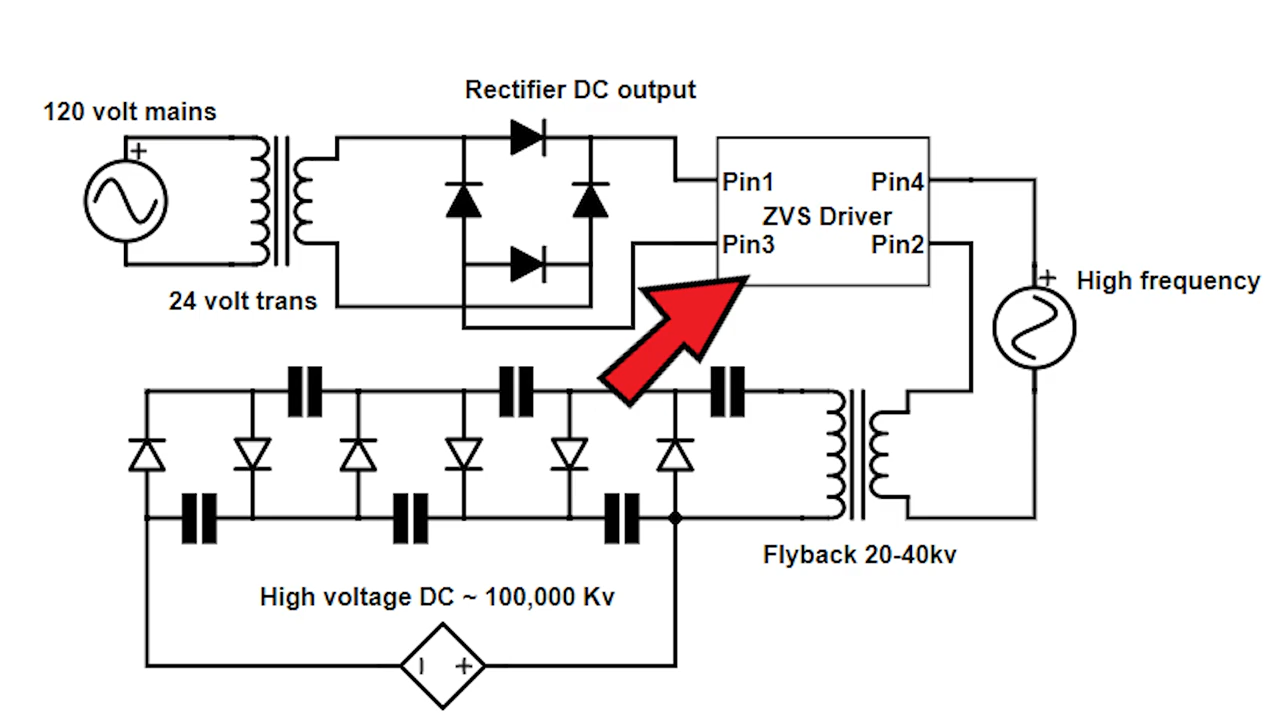 Rectifier DC output
120 volt mains
+
Pin1
Pin4
ZVS Driver
Pin3
Pin2
24 volt trans
+
High frequency
Flyback 20-40kv
High voltage DC ~ 100,000 Kv
- +